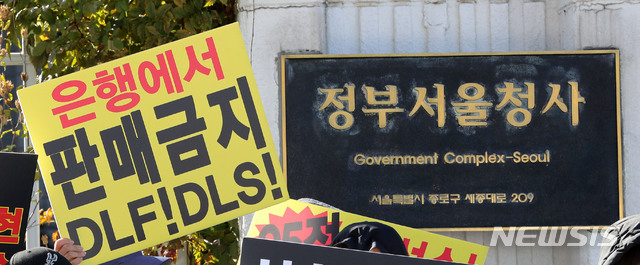 은행에서
판매금지
DLF!DLS!
정부서울청사
Government Complex-Seoul
서울특별시 종로구 세종대로 209
NEWSIS